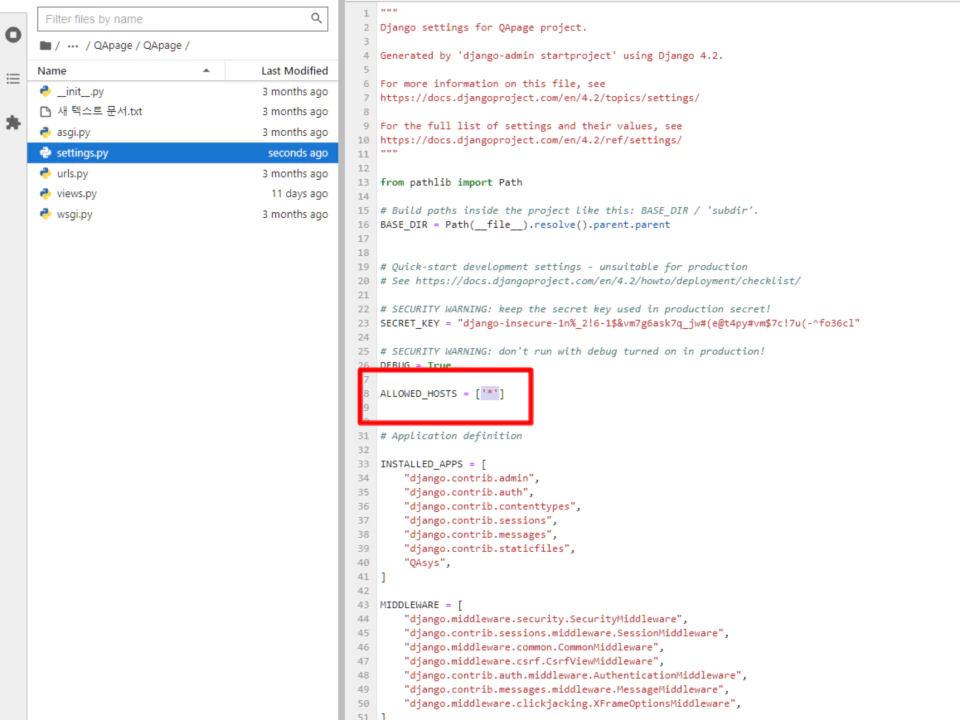 Filter files by name
/ ··· / QApage / QApage /
Name Last Modified
__init__.py 3 months ago
새 텍스트 문서.txt 3 months ago
asgi.py 3 months ago
settings.py seconds ago
urls.py 3 months ago
views.py 11 days ago
wsgi.py 3 months ago
1 """
2 Django settings for QApage project.
3
4 Generated by 'django-admin startproject' using Django 4.2.
5
6 For more information on this file, see
7 https://docs.djangoproject.com/en/4.2/topics/settings/
8
9 For the full list of settings and their values, see
10 https://docs.djangoproject.com/en/4.2/ref/settings/
11 """
12
13 from pathlib import Path
14
15 # Build paths inside the project like this: BASE_DIR / 'subdir'.
16 BASE_DIR = Path(__file__).resolve().parent.parent
17
18
19 # Quick-start development settings - unsuitable for production
20 # See https://docs.djangoproject.com/en/4.2/howto/deployment/checklist/
21
22 # SECURITY WARNING: keep the secret key used in production secret!
23 SECRET_KEY = "django-insecure-1n%_2!6-1$&vm7g6ask7q_jw#(e@t4py#vm$7c!7u(-^fo36cl"
24
25 # SECURITY WARNING: don't run with debug turned on in production!
26 DEBUG = True
7
8 ALLOWED_HOSTS = ['*']
9
31 # Application definition
32
33 INSTALLED_APPS = [
34 "django.contrib.admin",
35 "django.contrib.auth",
36 "django.contrib.contenttypes",
37 "django.contrib.sessions",
38 "django.contrib.messages",
39 "django.contrib.staticfiles",
40 "QAsys",
41 ]
42
43 MIDDLEWARE = [
44 "django.middleware.security.SecurityMiddleware",
45 "django.contrib.sessions.middleware.SessionMiddleware",
46 "django.middleware.common.CommonMiddleware",
47 "django.middleware.csrf.CsrfViewMiddleware",
48 "django.contrib.auth.middleware.AuthenticationMiddleware",
49 "django.contrib.messages.middleware.MessageMiddleware",
50 "django.middleware.clickjacking.XFrameOptionsMiddleware",
51 ]